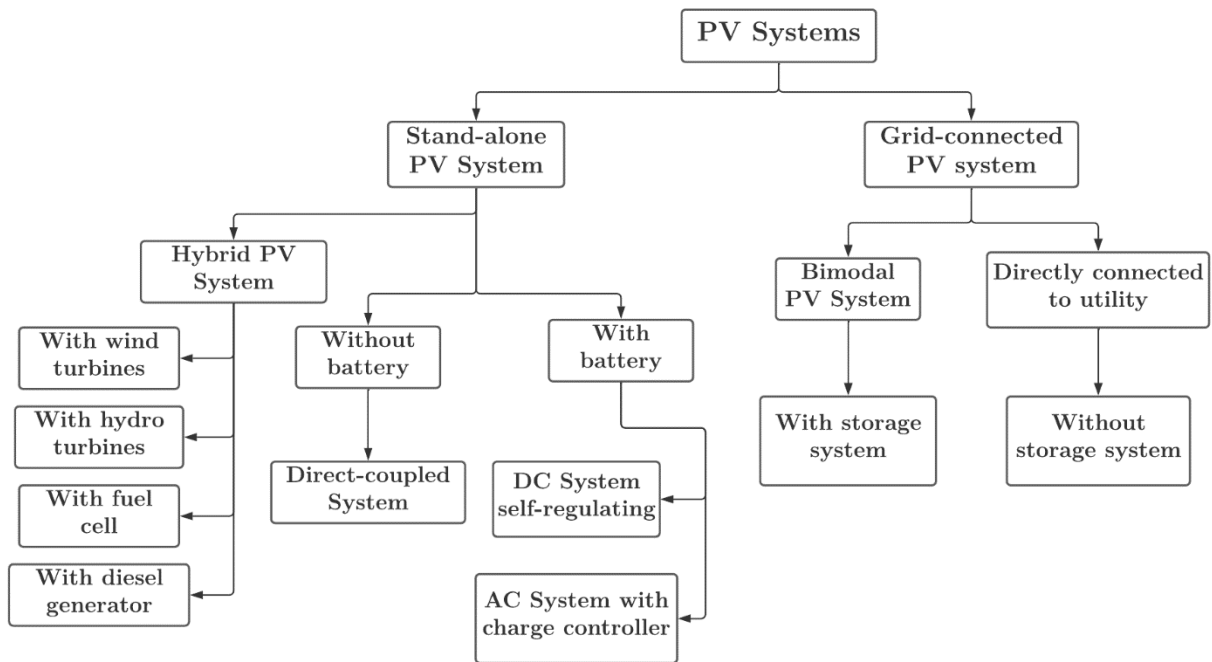 PV Systems
Stand-alone
PV System
Grid-connected
PV system
Hybrid PV
System
Bimodal
PV System
Directly connected
to utility
With wind
turbines
Without
battery
With
battery
With hydro
turbines
With storage
system
Without
storage system
Direct-coupled
System
DC System
self-regulating
With fuel
cell
With diesel
generator
AC System with
charge controller